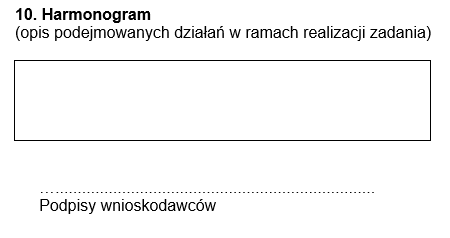 10. Harmonogram
(opis podejmowanych działań w ramach realizacji zadania)
................................................................................
Podpisy wnioskodawców